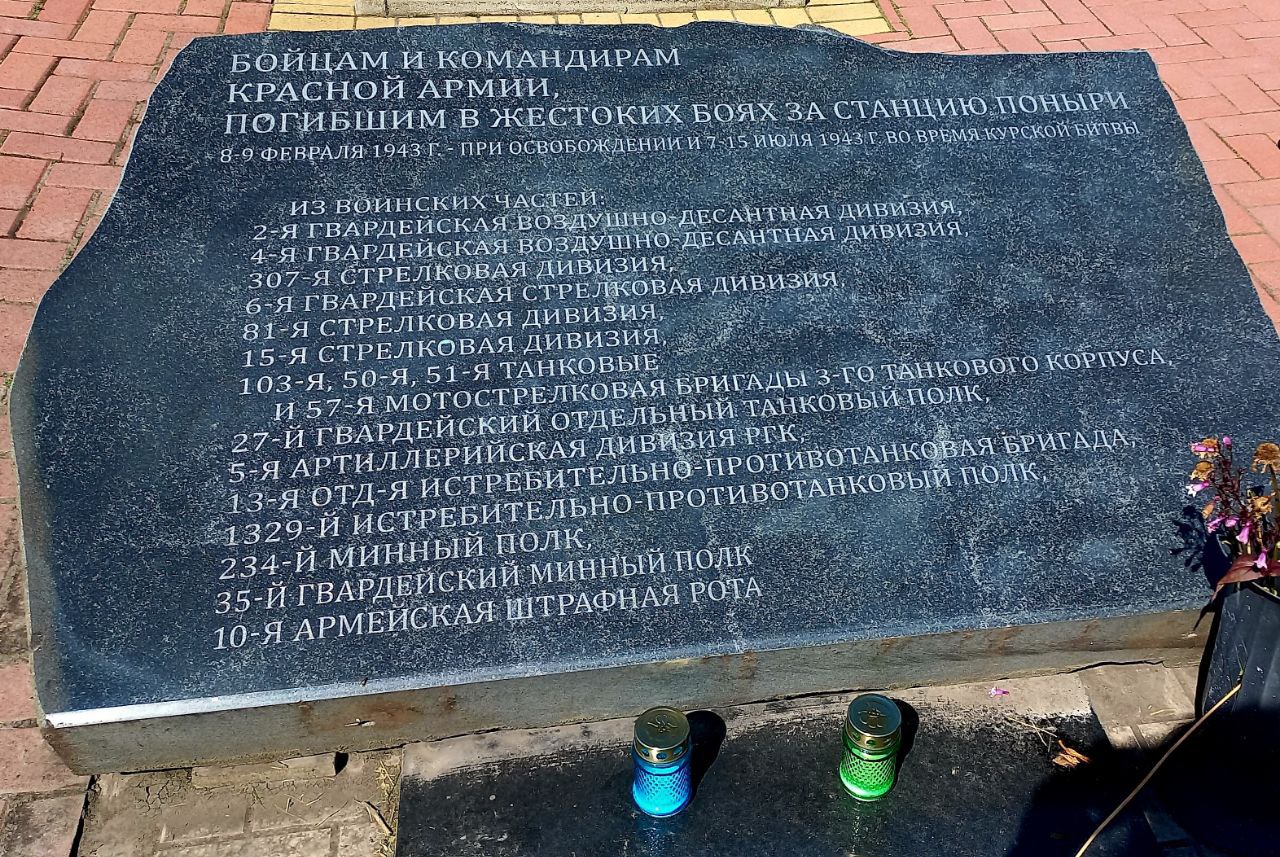 БОЙЦАМ И КОМАНДИРАМ
КРАСНОЙ АРМИИ,
ПОГИБШИМ В ЖЕСТОКИХ БОЯХ ЗА СТАНЦИЮ ПОНЫРИ
8-9 ФЕВРАЛЯ 1943 Г. - ПРИ ОСВОБОЖДЕНИИ И 7-15 ИЮЛЯ 1943 Г. ВО ВРЕМЯ КУРСКОЙ БИТВЫ
ИЗ ВОИНСКИХ ЧАСТЕЙ:
2-Я ГВАРДЕЙСКАЯ ВОЗДУШНО-ДЕСАНТНАЯ ДИВИЗИЯ,
4-Я ГВАРДЕЙСКАЯ ВОЗДУШНО-ДЕСАНТНАЯ ДИВИЗИЯ,
307-Я СТРЕЛКОВАЯ ДИВИЗИЯ,
6-Я ГВАРДЕЙСКАЯ СТРЕЛКОВАЯ ДИВИЗИЯ,
81-Я СТРЕЛКОВАЯ ДИВИЗИЯ,
15-Я СТРЕЛКОВАЯ ДИВИЗИЯ,
103-Я, 50-Я, 51-Я ТАНКОВЫЕ
И 57-Я МОТОСТРЕЛКОВАЯ БРИГАДЫ 3-ГО ТАНКОВОГО КОРПУСА,
27-Й ГВАРДЕЙСКИЙ ОТДЕЛЬНЫЙ ТАНКОВЫЙ ПОЛК,
5-Я АРТИЛЛЕРИЙСКАЯ ДИВИЗИЯ РГК,
13-Я ОТД-Я ИСТРЕБИТЕЛЬНО-ПРОТИВОТАНКОВАЯ БРИГАДА,
1329-Й ИСТРЕБИТЕЛЬНО-ПРОТИВОТАНКОВЫЙ ПОЛК,
234-Й МИННЫЙ ПОЛК,
35-Й ГВАРДЕЙСКИЙ МИННЫЙ ПОЛК
10-Я АРМЕЙСКАЯ ШТРАФНАЯ РОТА